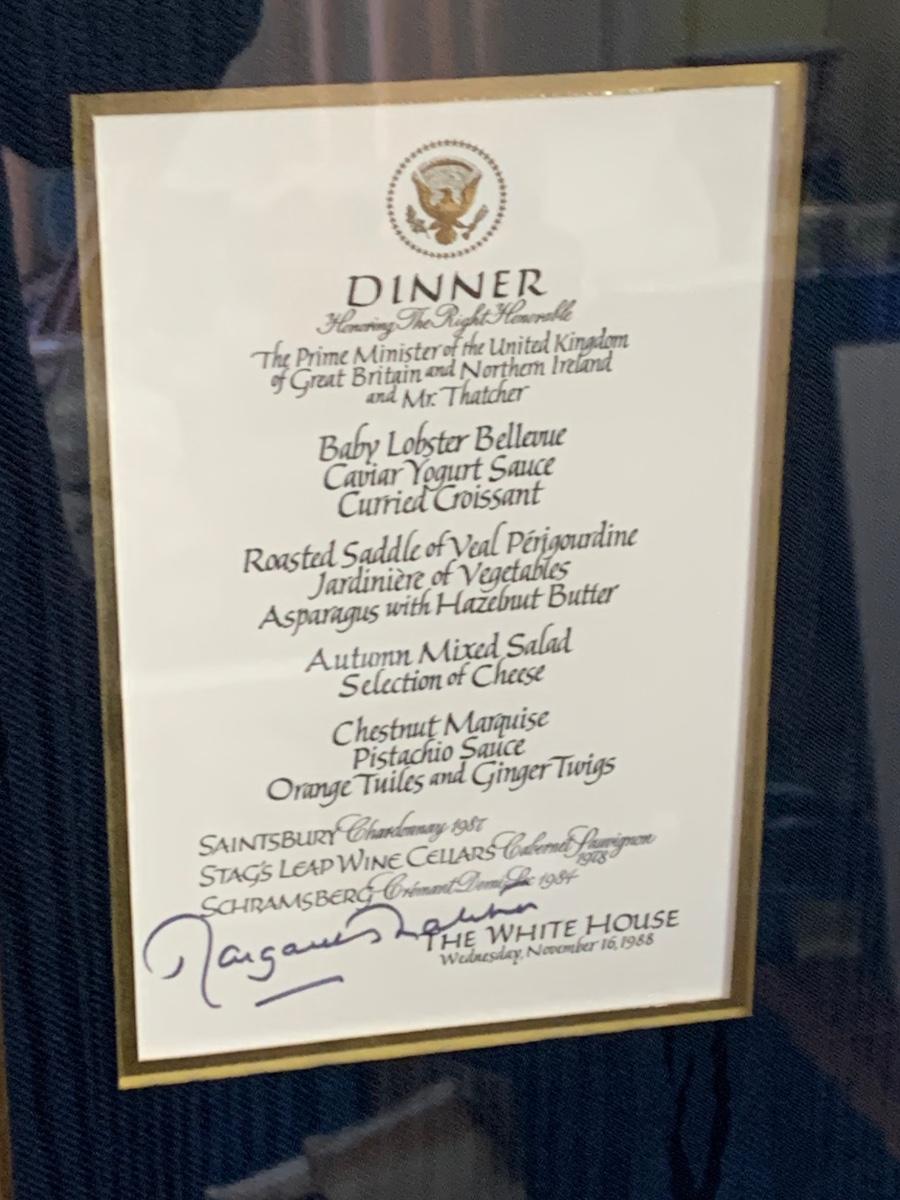 DINNER
Honoring The Right Honorable
The Prime Minister of the United Kingdom
of Great Britain and Northern Ireland
and Mr. Thatcher
Baby Lobster Bellevue
Caviar Yogurt Sauce
Curried Croissant
Roasted Saddle of Veal Périgourdine
Jardinière of Vegetables
Asparagus with Hazelnut Butter
Autumn Mixed Salad
Selection of Cheese
Chestnut Marquise
Pistachio Sauce
Orange Tuiles and Ginger Twigs
SAINTSBURY Chardonnay 1987
STAG'S LEAP WINE CELLARS Cabernet Sauvignon
1978
SCHRAMSBERG Crémant Demi Sec 1984
Margaret Thatcher
THE WHITE HOUSE
Wednesday, November 16, 1988